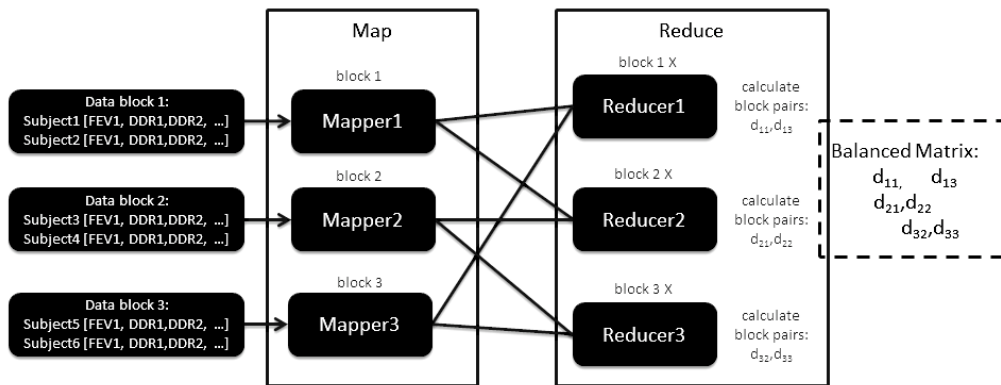 Map
Reduce
block 1
block 1 X
Data block 1:
Subject1 [FEV1, DDR1,DDR2, ...]
Subject2 [FEV1, DDR1,DDR2, ...]
Mapper1
Reducer1
calculate
block pairs:
d11,d13
block 2
block 2 X
Data block 2:
Subject3 [FEV1, DDR1,DDR2, ...]
Subject4 [FEV1, DDR1,DDR2, ...]
Mapper2
Reducer2
calculate
block pairs:
d21,d22
block 3
block 3 X
Data block 3:
Subject5 [FEV1, DDR1,DDR2, ...]
Subject6 [FEV1, DDR1,DDR2, ...]
Mapper3
Reducer3
calculate
block pairs:
d32,d33
Balanced Matrix:
d11, d13
d21,d22
d32,d33